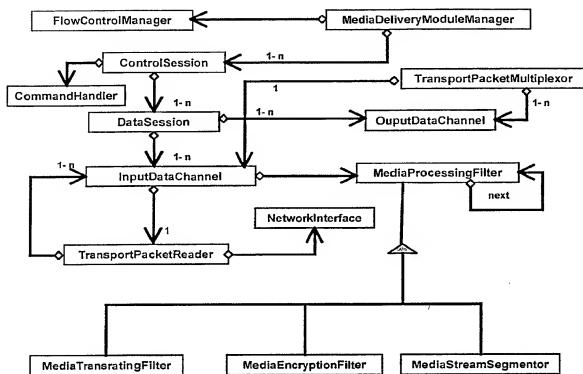 FlowControlManager
MediaDeliveryModuleManager
1- n
ControlSession
TransportPacketMultiplexor
1
CommandHandler
1- n
1- n
1- n
DataSession
OuputDataChannel
1- n
1- n
InputDataChannel
MediaProcessingFilter
next
NetworkInterface
1
TransportPacketReader
MediaTransratingFilter
MediaEncryptionFilter
MediaStreamSegmentor